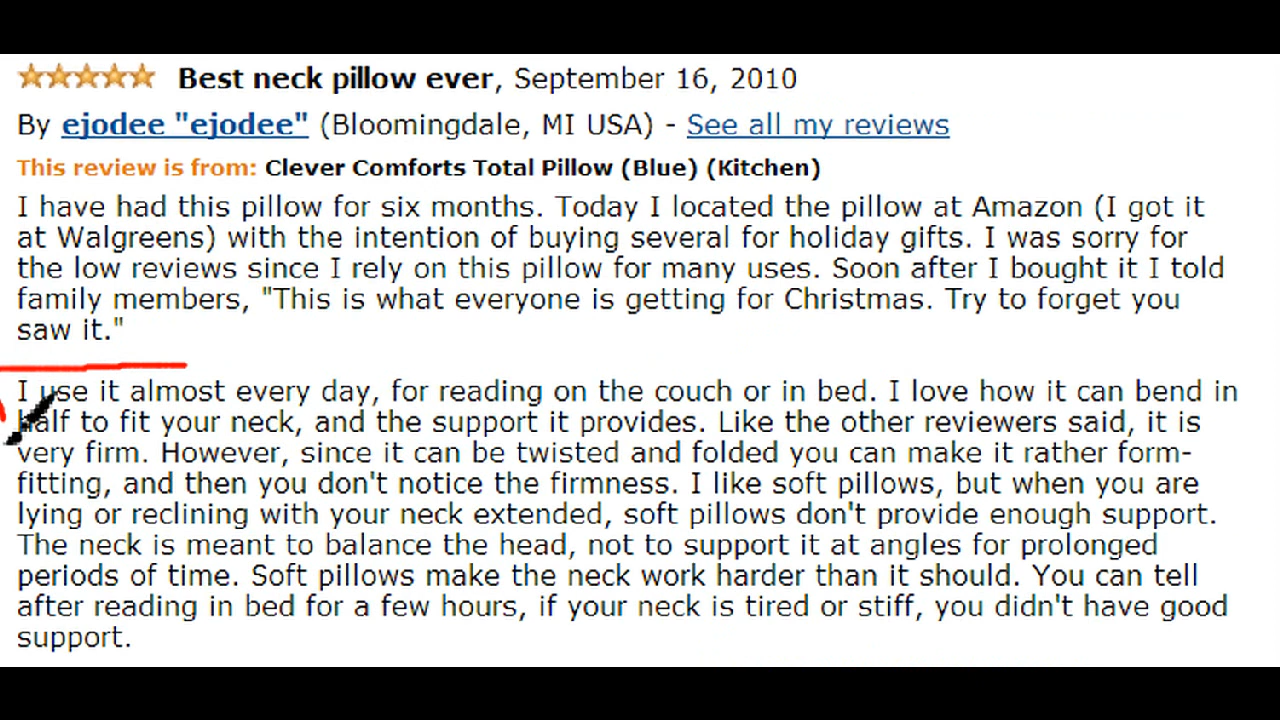 Best neck pillow ever, September 16, 2010
By ejodee "ejodee" (Bloomingdale, MI USA) - See all my reviews
This review is from: Clever Comforts Total Pillow (Blue) (Kitchen)
I have had this pillow for six months. Today I located the pillow at Amazon (I got it
at Walgreens) with the intention of buying several for holiday gifts. I was sorry for
the low reviews since I rely on this pillow for many uses. Soon after I bought it I told
family members, "This is what everyone is getting for Christmas. Try to forget you
saw it."
I use it almost every day, for reading on the couch or in bed. I love how it can bend in
half to fit your neck, and the support it provides. Like the other reviewers said, it is
very firm. However, since it can be twisted and folded you can make it rather form-
fitting, and then you don't notice the firmness. I like soft pillows, but when you are
lying or reclining with your neck extended, soft pillows don't provide enough support.
The neck is meant to balance the head, not to support it at angles for prolonged
periods of time. Soft pillows make the neck work harder than it should. You can tell
after reading in bed for a few hours, if your neck is tired or stiff, you didn't have good
support.